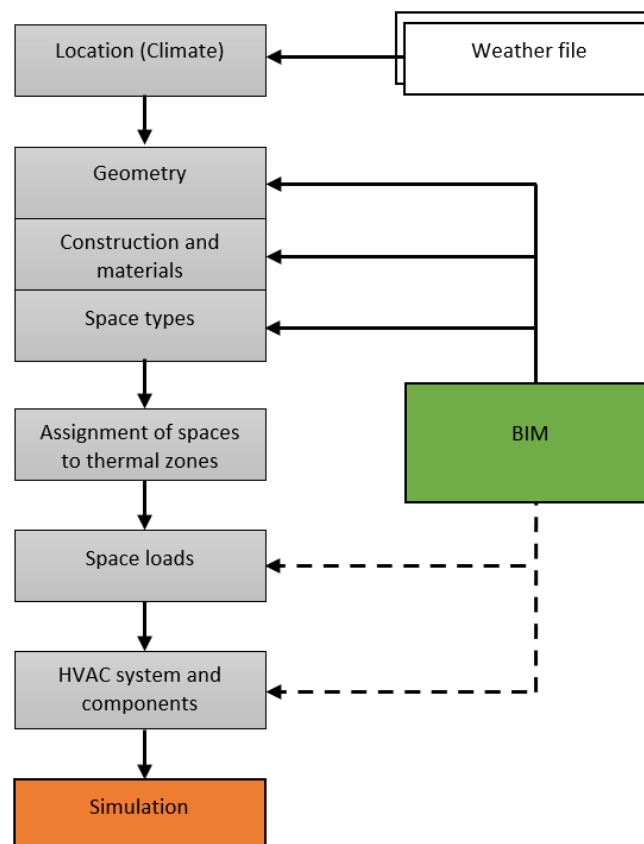 Location (Climate)
Weather file
Geometry
Construction and
materials
Space types
Assignment of spaces
to thermal zones
BIM
Space loads
HVAC system and
components
Simulation